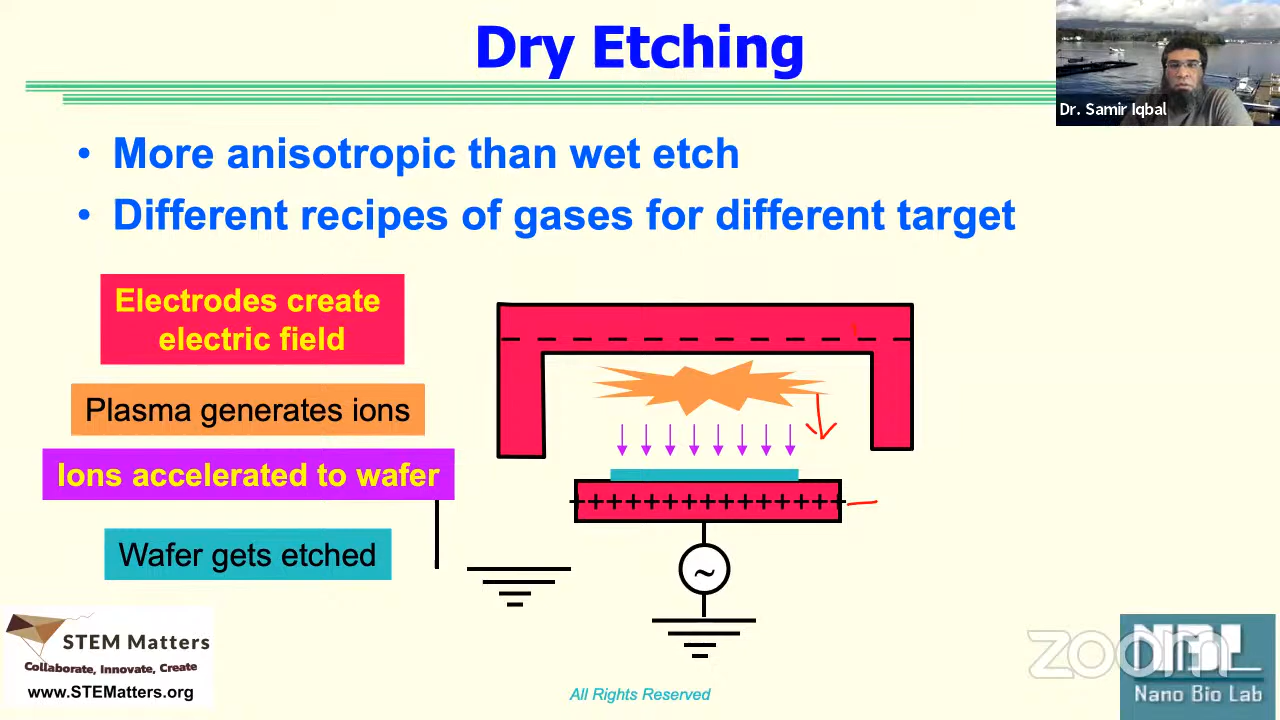 Dry Etching
Dr. Samir Iqbal
• More anisotropic than wet etch
• Different recipes of gases for different target
Electrodes create
electric field
Plasma generates ions
Ions accelerated to wafer
+++++++++++++++
Wafer gets etched
~
STEM Matters
Collaborate, Innovate, Create
www.STEMatters.org
All Rights Reserved
zoom
NBL
Nano Bio Lab